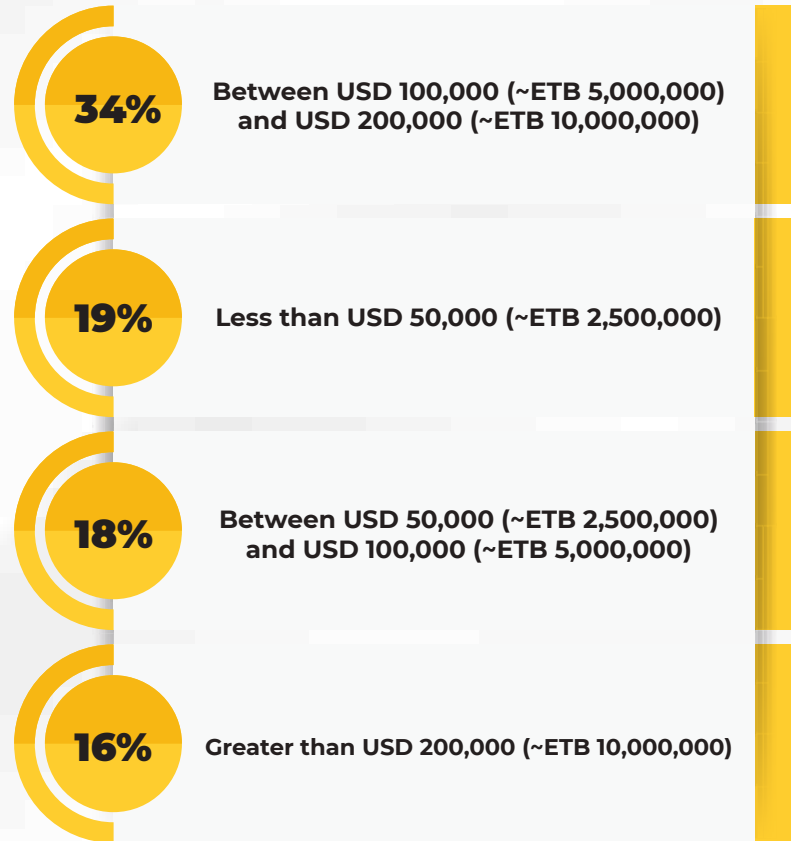 34%
Between USD 100,000 (~ETB 5,000,000)
and USD 200,000 (~ETB 10,000,000)
19%
Less than USD 50,000 (~ETB 2,500,000)
18%
Between USD 50,000 (~ETB 2,500,000)
and USD 100,000 (~ETB 5,000,000)
16%
Greater than USD 200,000 (~ETB 10,000,000)